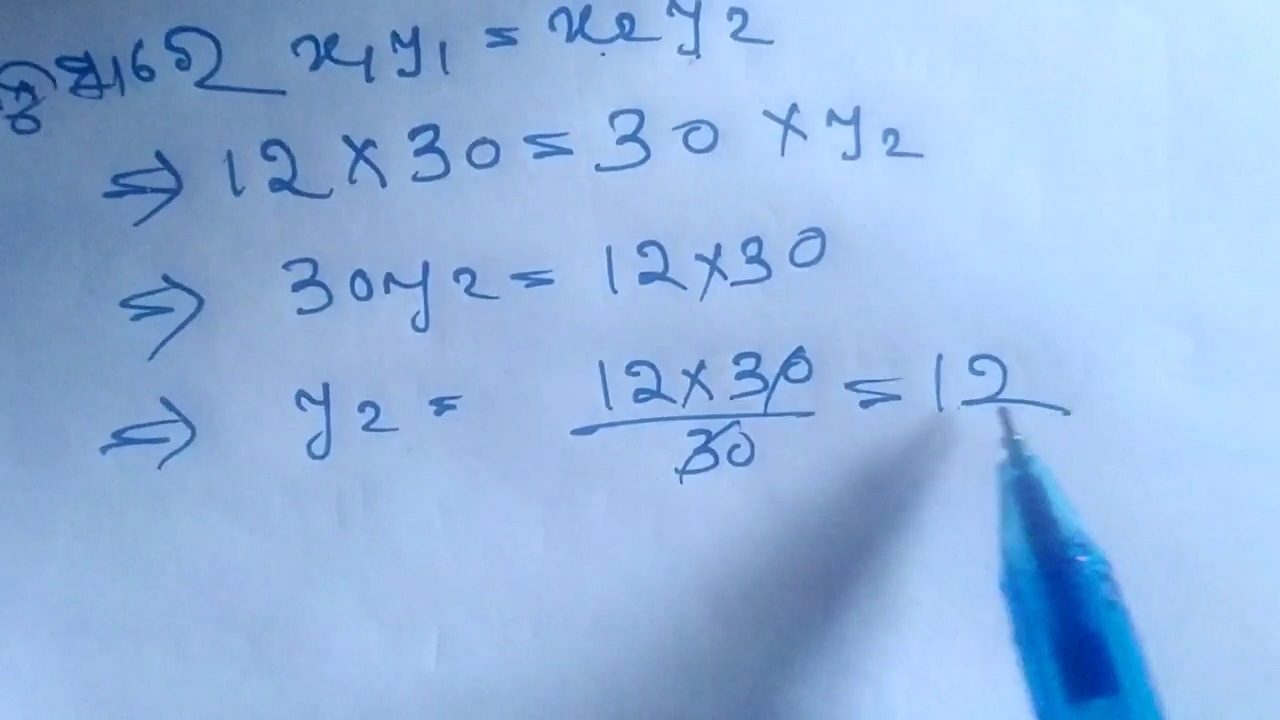 x₁y₁ = x₂y₂
⇒ 12 × 30 = 30 × y₂
⇒ 30y₂ = 12 × 30
⇒ y₂ = 12 × 30 / 30 = 12